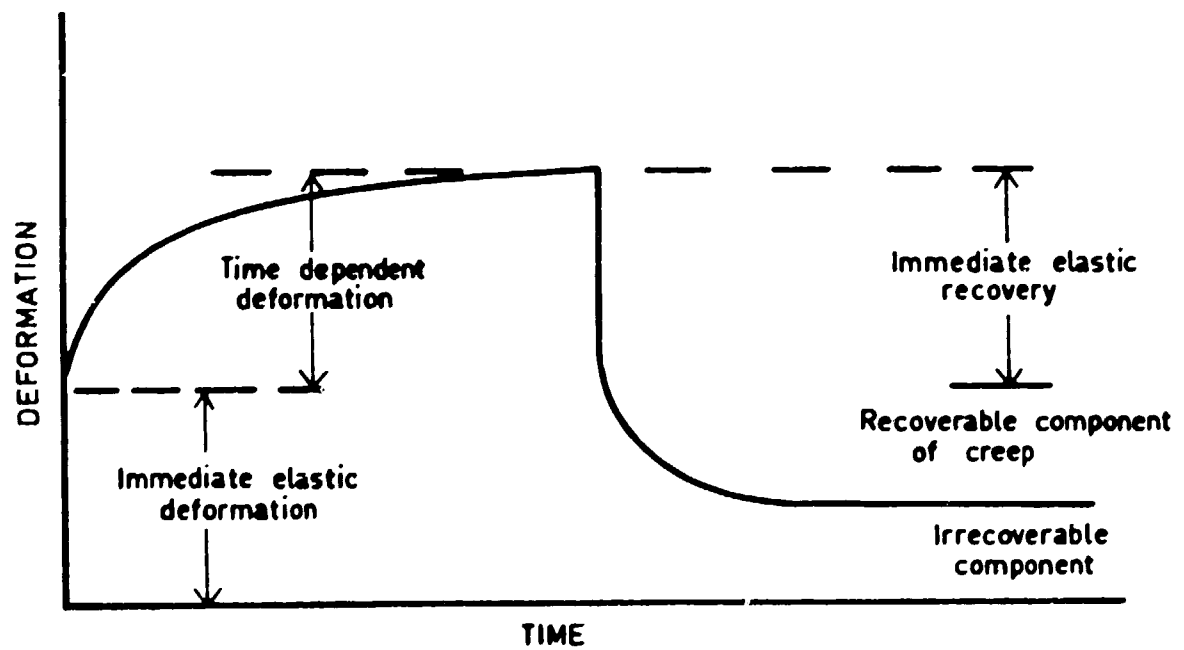 DEFORMATION
Time dependent
deformation
Immediate elastic
deformation
Immediate elastic
recovery
Recoverable component
of creep
Irrecoverable
component
TIME